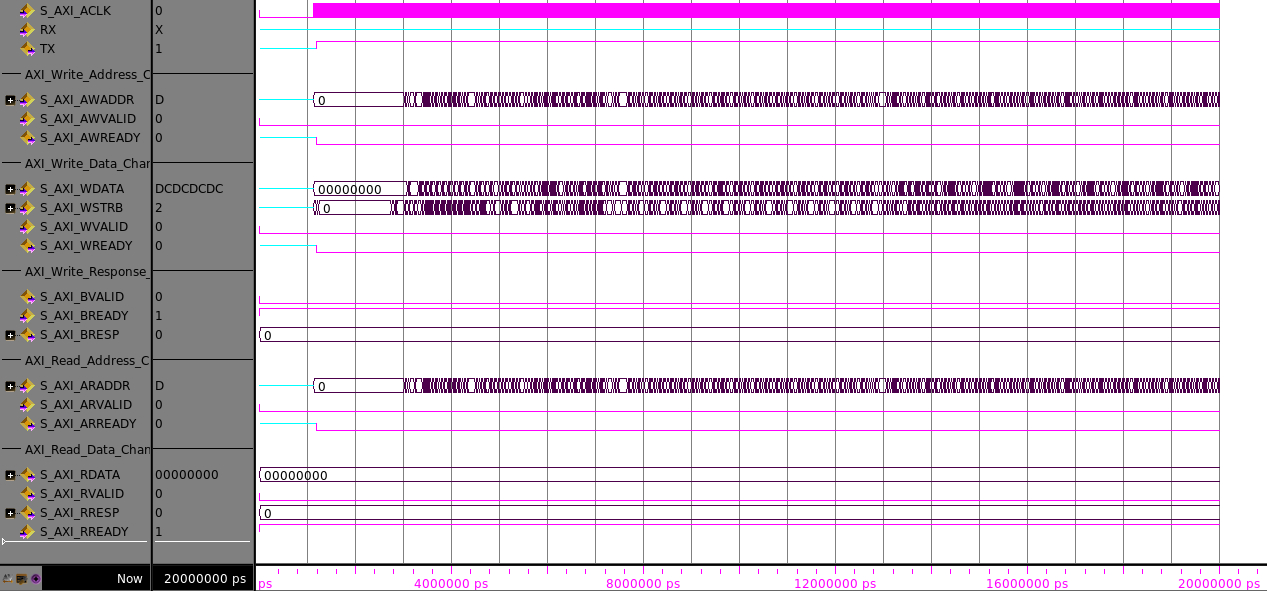 S_AXI_ACLK 0
RX X
TX 1
AXI_Write_Address_C
S_AXI_AWADDR D 0
S_AXI_AWVALID 0
S_AXI_AWREADY 0
AXI_Write_Data_Chan
S_AXI_WDATA DCDCDCDC 00000000
S_AXI_WSTRB 2 0
S_AXI_WVALID 0
S_AXI_WREADY 0
AXI_Write_Response_
S_AXI_BVALID 0
S_AXI_BREADY 1
S_AXI_BRESP 0 0
AXI_Read_Address_C
S_AXI_ARADDR D 0
S_AXI_ARVALID 0
S_AXI_ARREADY 0
AXI_Read_Data_Chan
S_AXI_RDATA 00000000 00000000
S_AXI_RVALID 0
S_AXI_RRESP 0 0
S_AXI_RREADY 1
Now 20000000 ps ps 4000000 ps 8000000 ps 12000000 ps 16000000 ps 20000000 ps